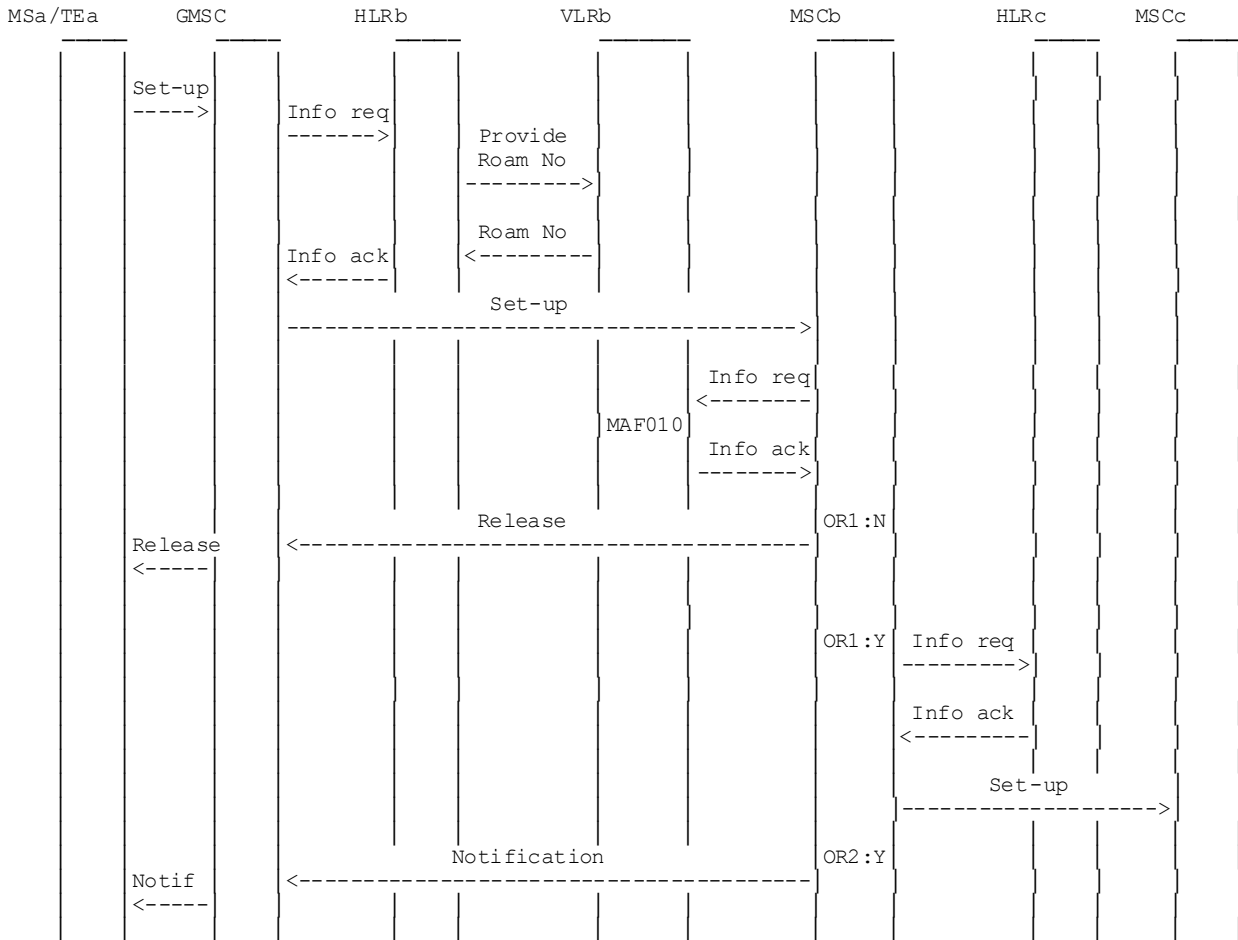 MSa/TEa GMSC HLRb VLRb MSCb HLRc MSCc
Set-up
Info req
Provide
Roam No
Roam No
Info ack
Set-up
Info req
MAF010
Info ack
Release OR1:N
Release
OR1:Y Info req
Info ack
Set-up
Notification OR2:Y
Notif